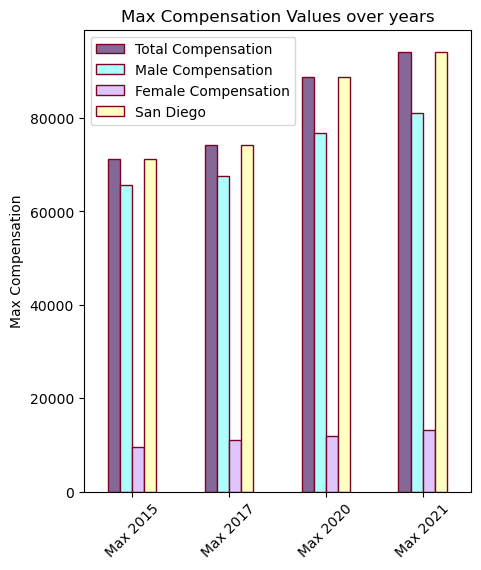 Max Compensation Values over years
Total Compensation
Male Compensation
Female Compensation
San Diego
Max Compensation
80000
60000
40000
20000
0
Max 2015
Max 2017
Max 2020
Max 2021